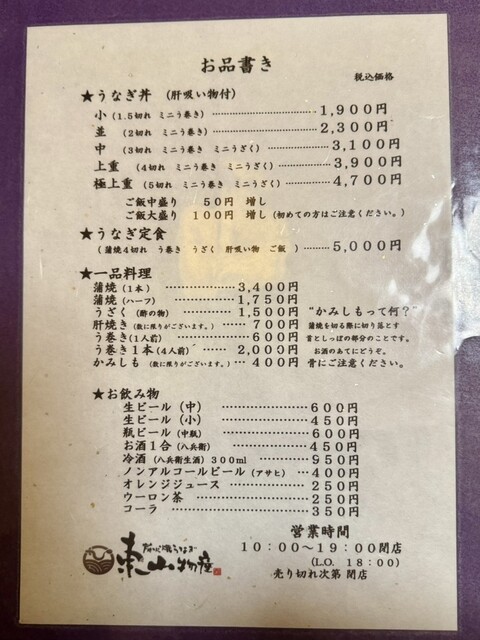 お品書き
税込価格
★うなぎ丼 (肝吸い物付)
小 (1.5切れ ミニう巻き) 1,900円
並 (2切れ ミニう巻き) 2,300円
中 (3切れ ミニう巻き ミニうざく) 3,100円
上重 (4切れ ミニう巻き ミニうざく) 3,900円
極上重 (5切れ ミニう巻き ミニうざく) 4,700円
ご飯中盛り 50円 増し
ご飯大盛り 100円 増し (初めての方はご注意ください。)
★うなぎ定食
(蒲焼4切れ う巻き うざく 肝吸い物 ご飯 ) 5,000円
★一品料理
蒲焼 (1本) 3,400円
蒲焼 (ハーフ) 1,750円
うざく (酢の物) 1,500円
肝焼き (数に限りがございます。) 700円
う巻き(1人前) 600円
う巻き1本(4人前) 2,000円
かみしも (数に限りがございます。) 400円
"かみしもって何?"
蒲焼を切る際に切り落とす
首としっぽの部分のことです。
お酒のあてにどうぞ。
骨にご注意ください。
★お飲み物
生ビール (中) 600円
生ビール (小) 450円
瓶ビール (中瓶) 600円
お酒1合 (八兵衛) 450円
冷酒 (八兵衛生酒) 300ml 950円
ノンアルコールビール (アサヒ) 400円
オレンジジュース 250円
ウーロン茶 250円
コーラ 350円
営業時間
10:00~19:00閉店
(L.O. 18:00)
売り切れ次第 閉店
東山物産